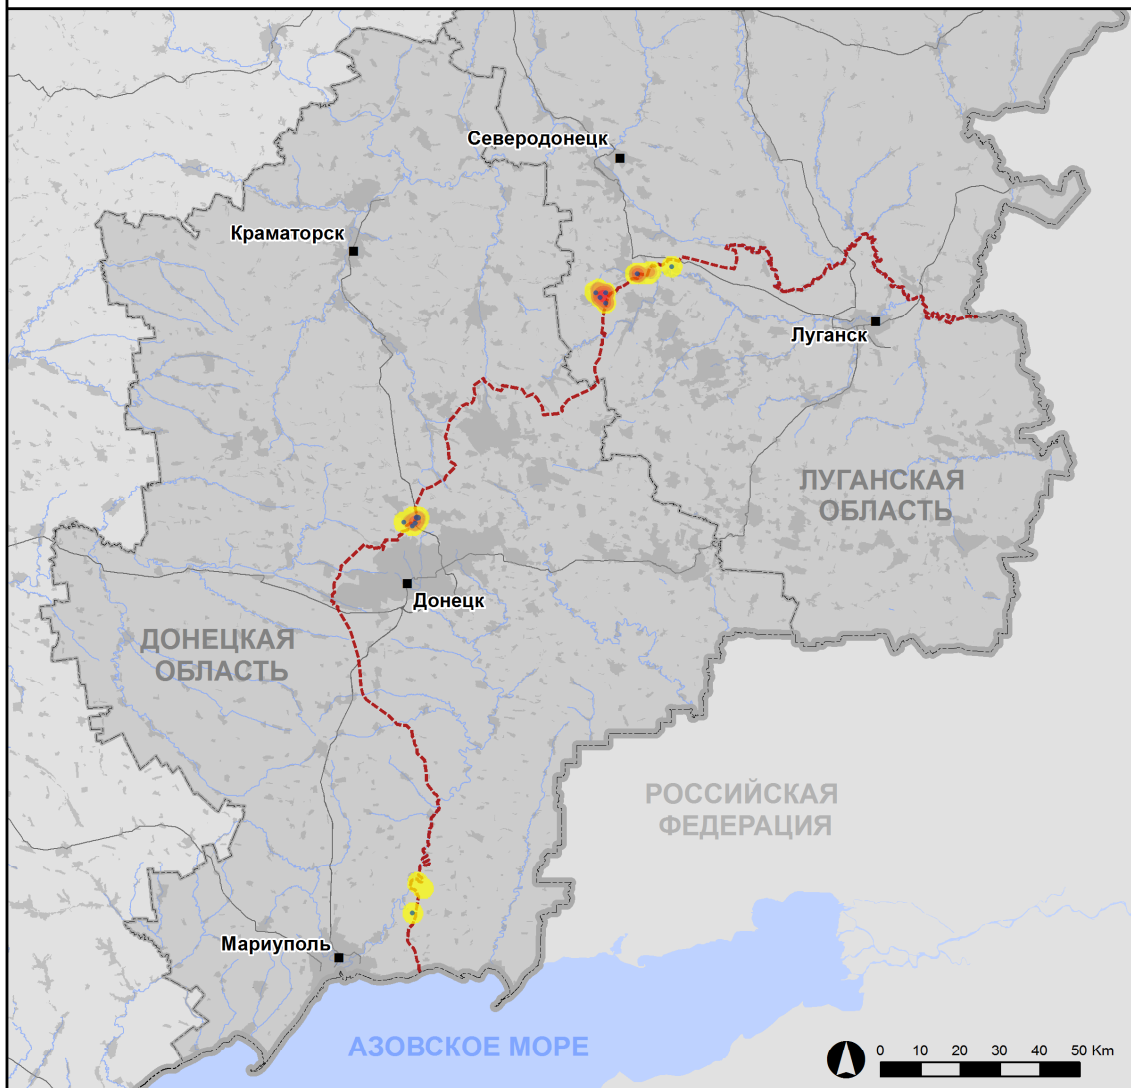 Северодонецк
Краматорск
Луганск
ЛУГАНСКАЯ
ОБЛАСТЬ
Донецк
ДОНЕЦКАЯ
ОБЛАСТЬ
РОССИЙСКАЯ
ФЕДЕРАЦИЯ
Мариуполь
АЗОВСКОЕ МОРЕ
0 10 20 30 40 50 Km